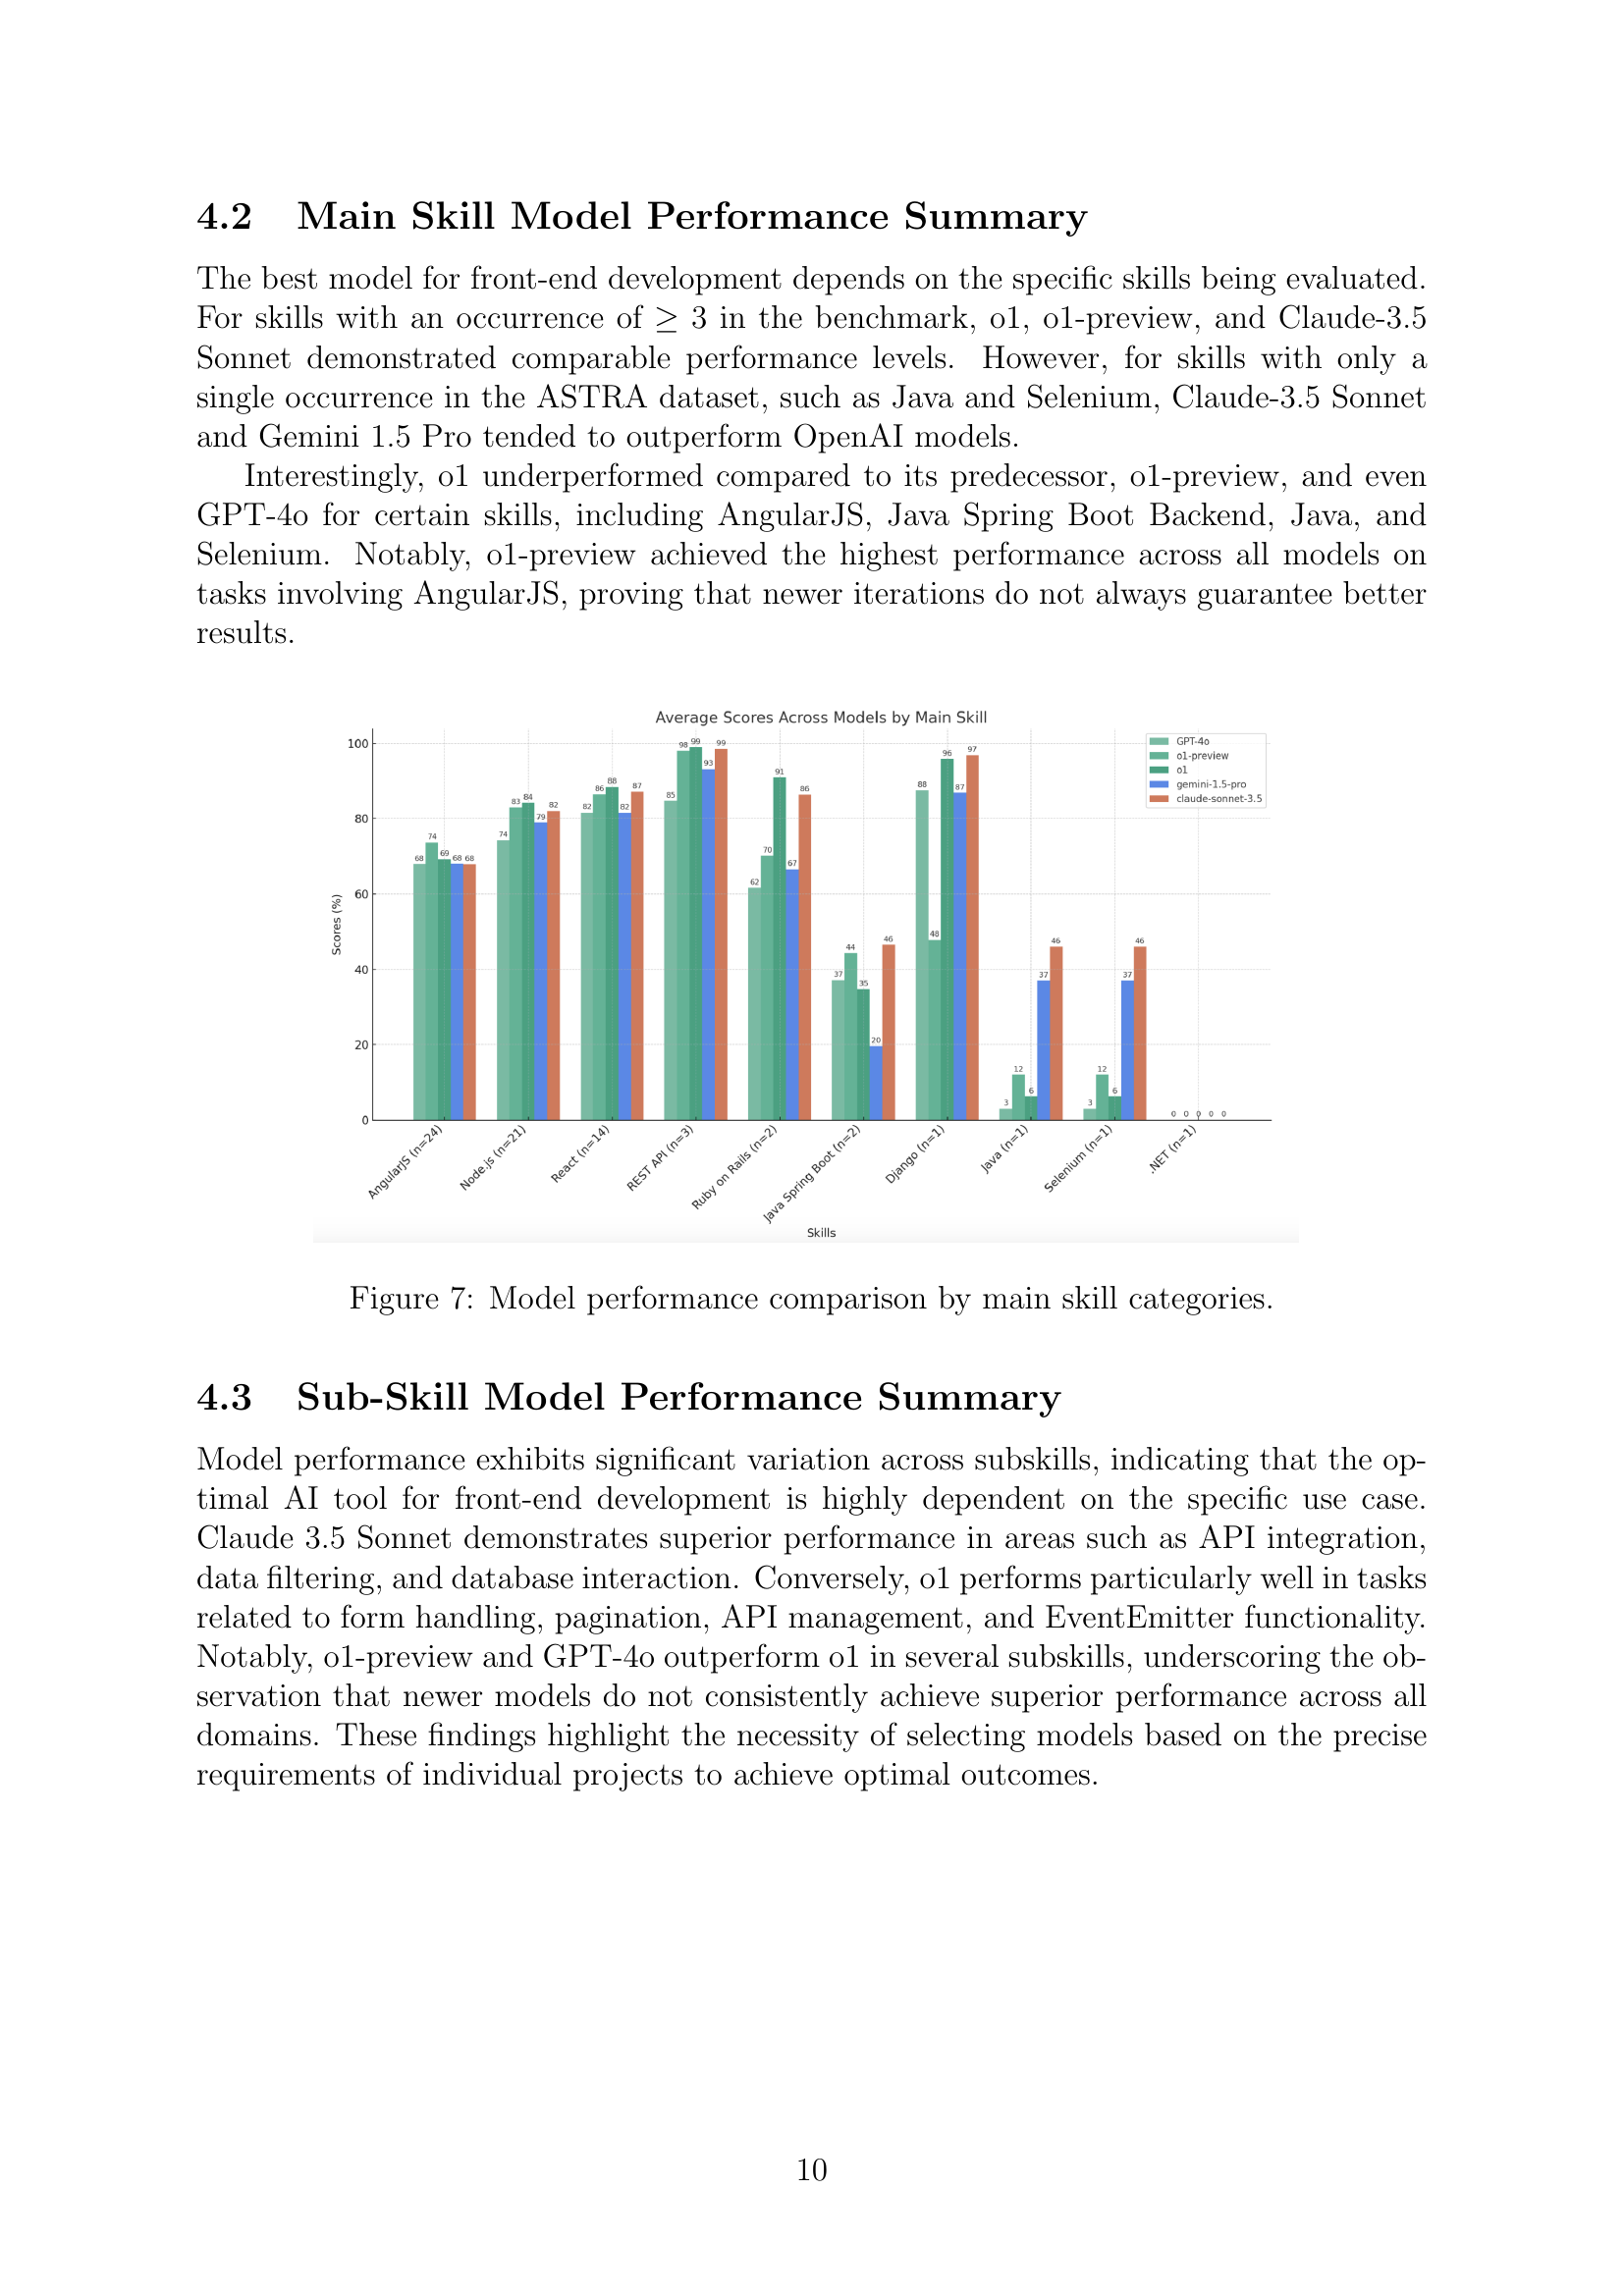 4.2 Main Skill Model Performance Summary
The best model for front-end development depends on the specific skills being evaluated.
For skills with an occurrence of ≥ 3 in the benchmark, o1, o1-preview, and Claude-3.5
Sonnet demonstrated comparable performance levels. However, for skills with only a
single occurrence in the ASTRA dataset, such as Java and Selenium, Claude-3.5 Sonnet
and Gemini 1.5 Pro tended to outperform OpenAI models.
Interestingly, o1 underperformed compared to its predecessor, o1-preview, and even
GPT-4o for certain skills, including AngularJS, Java Spring Boot Backend, Java, and
Selenium. Notably, o1-preview achieved the highest performance across all models on
tasks involving AngularJS, proving that newer iterations do not always guarantee better
results.
Average Scores Across Models by Main Skill
GPT-4o
o1-preview
o1
gemini-1.5-pro
claude-sonnet-3.5
Scores (%)
100
80
60
40
20
0
68 74 69 68 68
74 83 84 79 82
82 86 88 82 87
85 98 99 93 99
62 70 91 67 86
37 44 35 20 46
88 48 96 87 97
3 12 6 37 46
3 12 6 37 46
0 0 0 0 0
AngularJS (n=24)
Node.js (n=21)
React (n=14)
REST API (n=3)
Ruby on Rails (n=2)
Java Spring Boot (n=2)
Django (n=1)
Java (n=1)
Selenium (n=1)
.NET (n=1)
Skills
Figure 7: Model performance comparison by main skill categories.
4.3 Sub-Skill Model Performance Summary
Model performance exhibits significant variation across subskills, indicating that the op-
timal AI tool for front-end development is highly dependent on the specific use case.
Claude 3.5 Sonnet demonstrates superior performance in areas such as API integration,
data filtering, and database interaction. Conversely, o1 performs particularly well in tasks
related to form handling, pagination, API management, and EventEmitter functionality.
Notably, o1-preview and GPT-4o outperform o1 in several subskills, underscoring the ob-
servation that newer models do not consistently achieve superior performance across all
domains. These findings highlight the necessity of selecting models based on the precise
requirements of individual projects to achieve optimal outcomes.
10